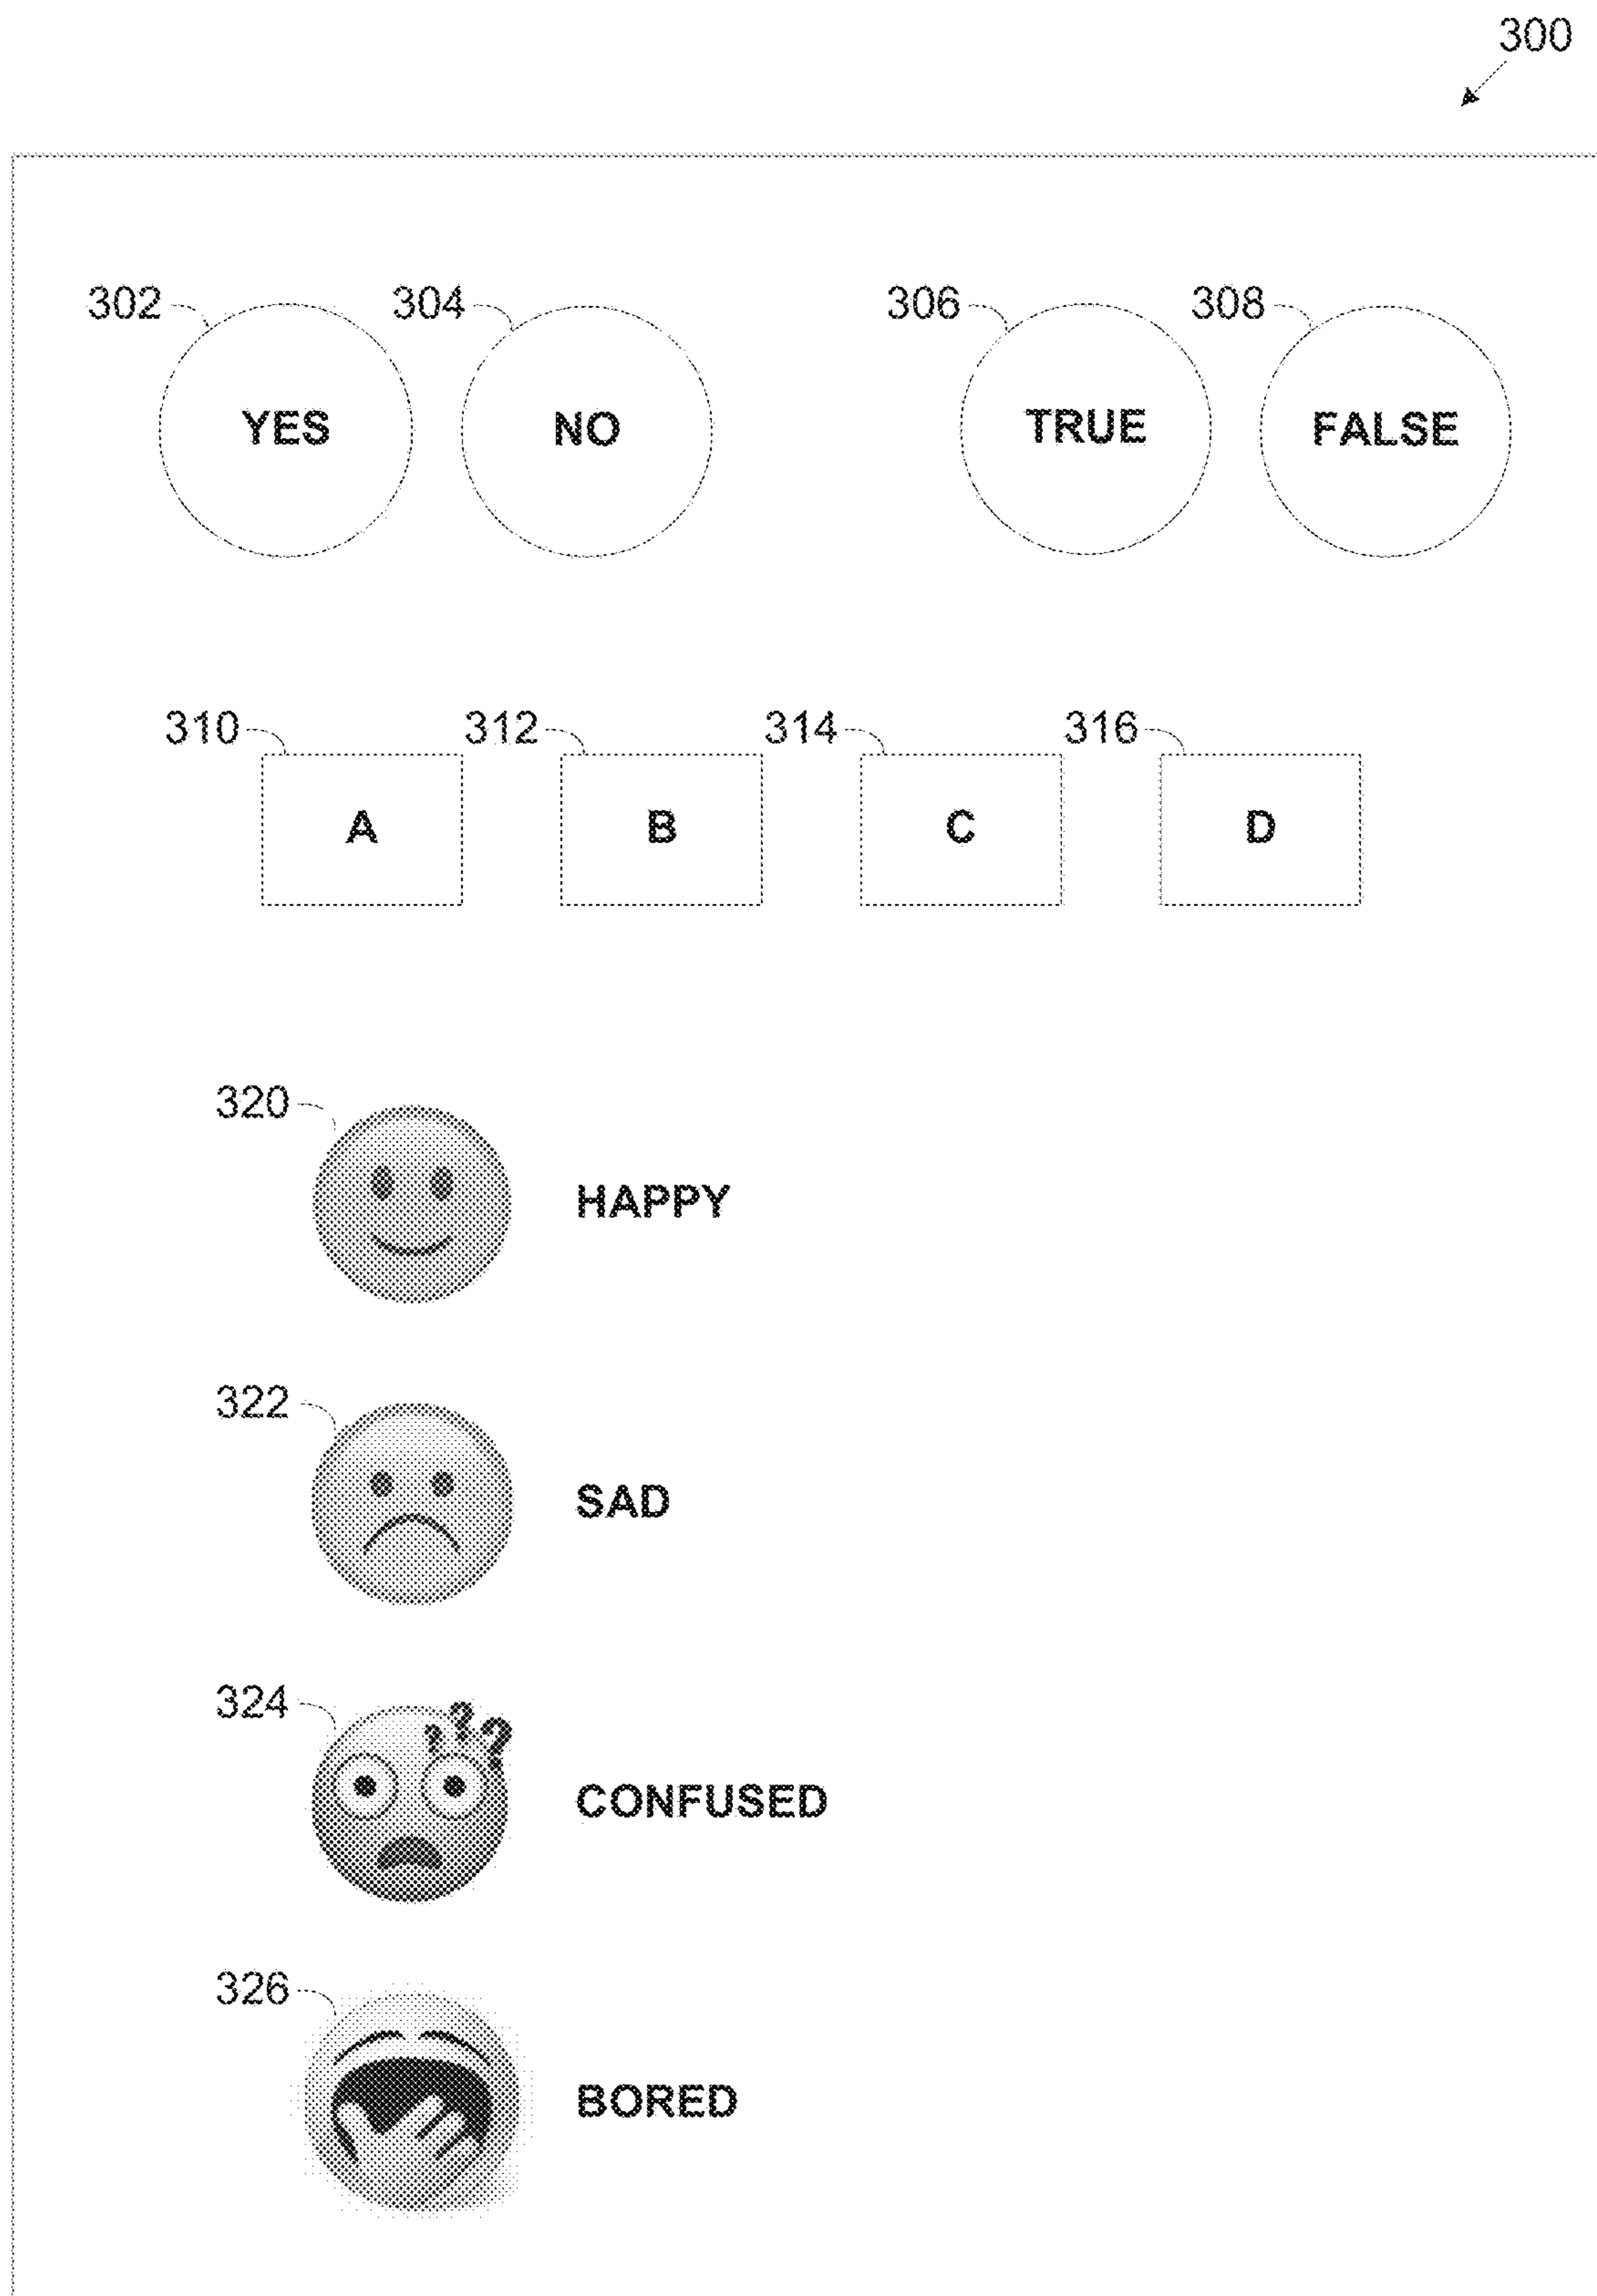 300
302 304 306 308
YES NO TRUE FALSE
310 312 314 316
A B C D
320
HAPPY
322
SAD
324
? ? ?
CONFUSED
326
BORED